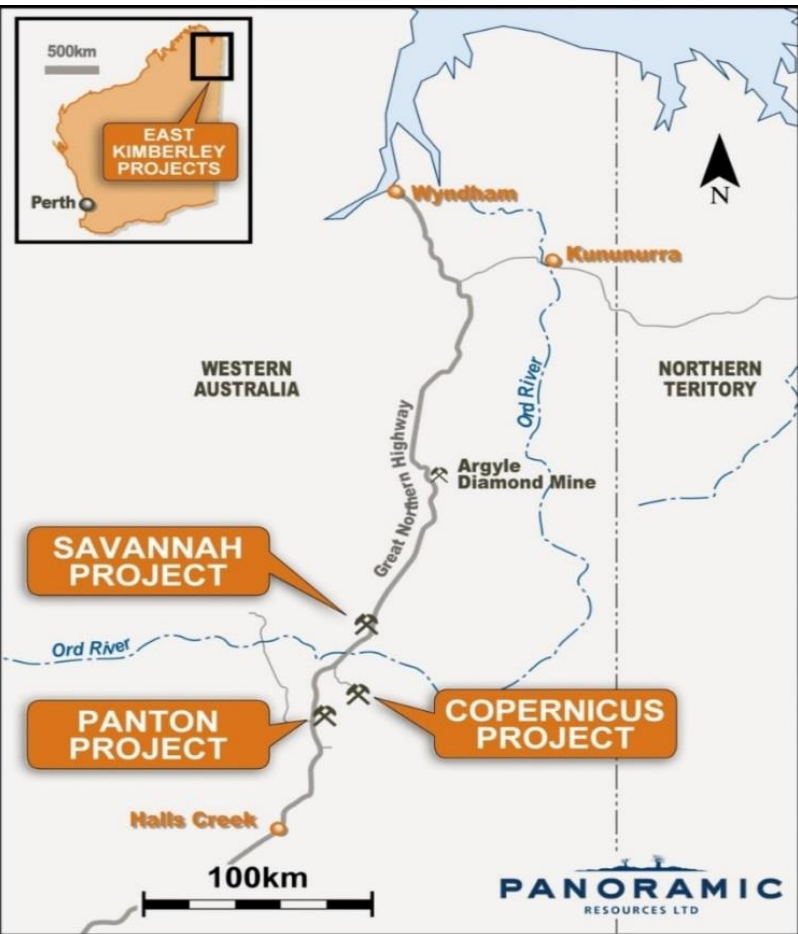 500km
EAST
KIMBERLEY
PROJECTS
Perth
N
Wyndham
Kununurra
WESTERN
AUSTRALIA
NORTHERN
TERITORY
Ord River
Great Northern Highway
Argyle
Diamond Mine
SAVANNAH
PROJECT
Ord River
PANTON
PROJECT
COPERNICUS
PROJECT
Halls Creek
100km
PANORAMIC
RESOURCES LTD